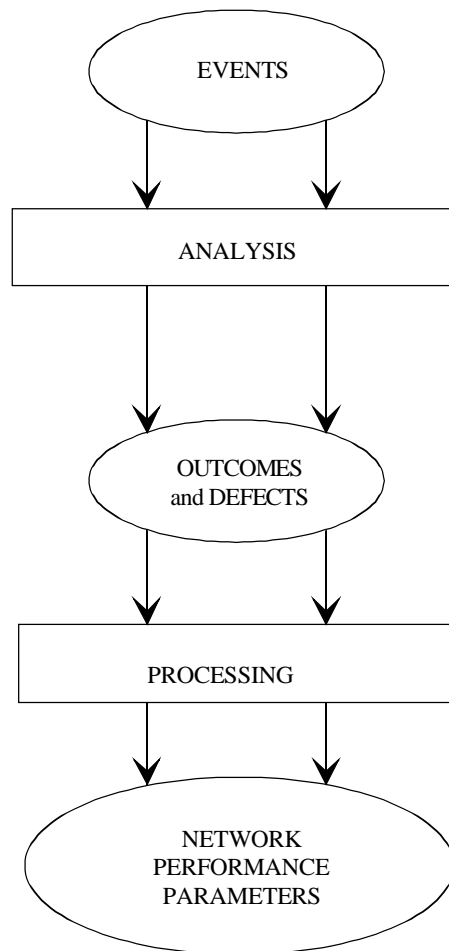 EVENTS
ANALYSIS
OUTCOMES
and DEFECTS
PROCESSING
NETWORK
PERFORMANCE
PARAMETERS